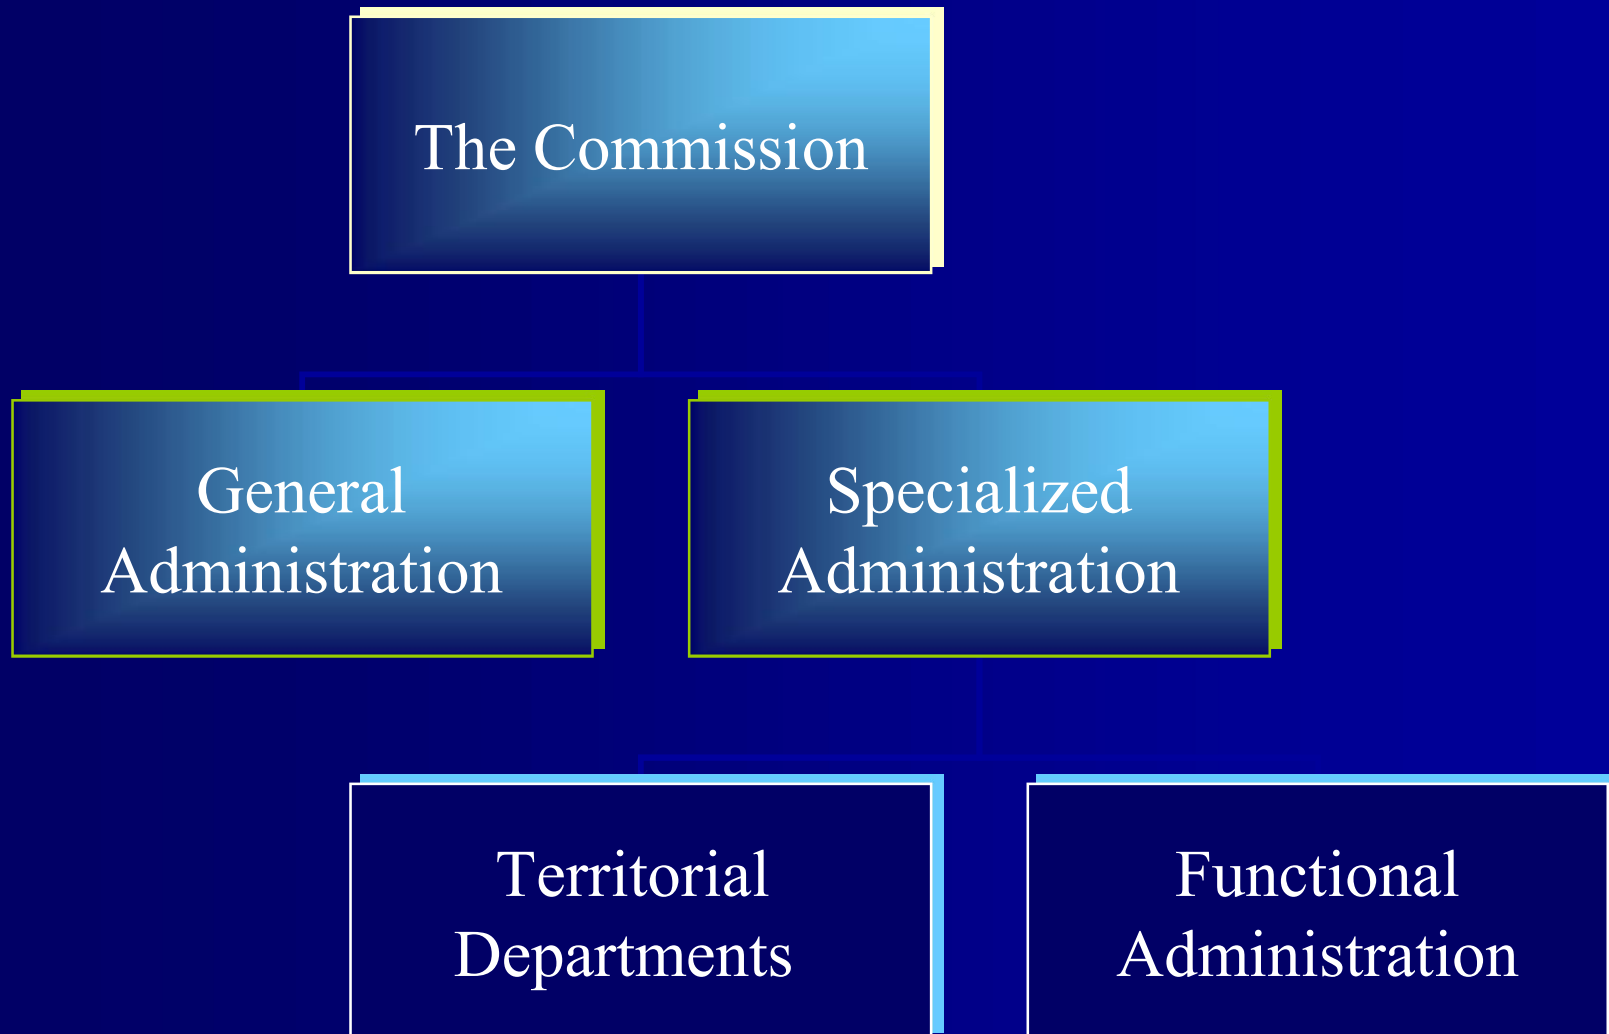 The Commission
General
Administration
Specialized
Administration
Territorial
Departments
Functional
Administration